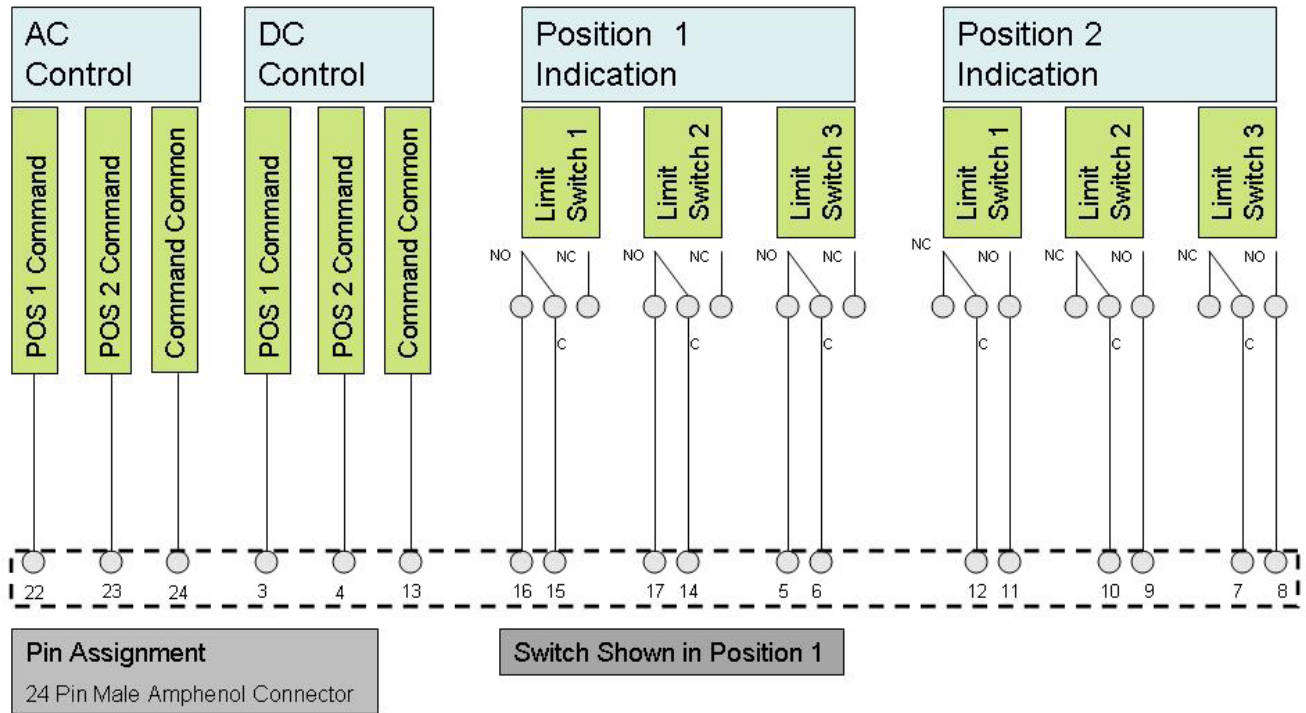 AC
Control
DC
Control
Position 1
Indication
Position 2
Indication
POS 1 Command
POS 2 Command
Command Common
POS 1 Command
POS 2 Command
Command Common
Limit
Switch 1
Limit
Switch 2
Limit
Switch 3
Limit
Switch 1
Limit
Switch 2
Limit
Switch 3
NO NC NO NC NO NC NC NO NC NO NC NO
C C C C C C
22 23 24 3 4 13 16 15 17 14 5 6 12 11 10 9 7 8
Pin Assignment
24 Pin Male Amphenol Connector
Switch Shown in Position 1